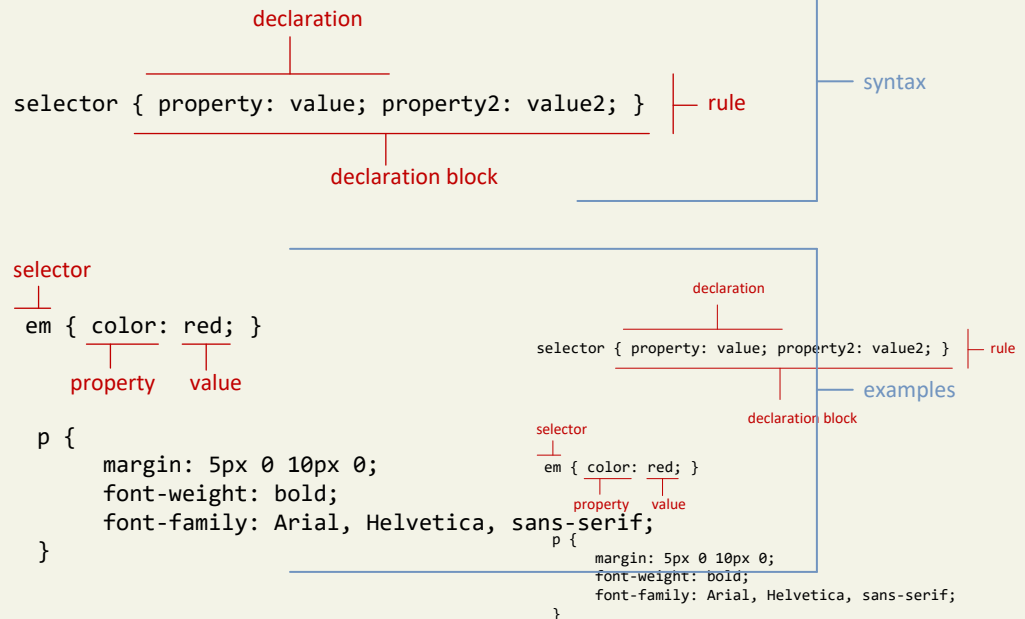 declaration
selector { property: value; property2: value2; }
rule
declaration block
syntax
selector
em { color: red; }
property value
p {
margin: 5px 0 10px 0;
font-weight: bold;
font-family: Arial, Helvetica, sans-serif;
}
examples
declaration
selector { property: value; property2: value2; }
rule
declaration block
selector
em { color: red; }
property value
p {
margin: 5px 0 10px 0;
font-weight: bold;
font-family: Arial, Helvetica, sans-serif;
}